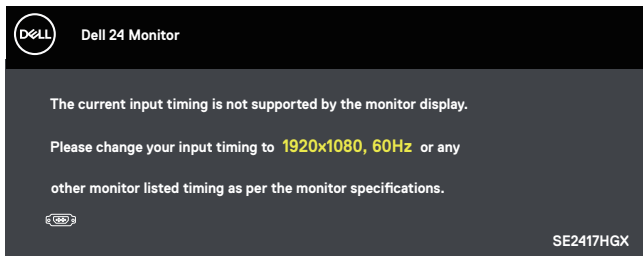 DELL
Dell 24 Monitor
The current input timing is not supported by the monitor display.
Please change your input timing to 1920x1080, 60Hz or any
other monitor listed timing as per the monitor specifications.
SE2417HGX